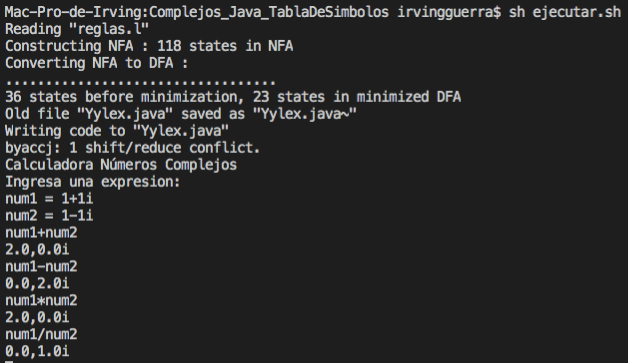 Mac-Pro-de-Irving:Complejos_Java_TablaDeSimbolos irvingguerra$ sh ejecutar.sh
Reading "reglas.l"
Constructing NFA : 118 states in NFA
Converting NFA to DFA :
................................
36 states before minimization, 23 states in minimized DFA
Old file "Yylex.java" saved as "Yylex.java~"
Writing code to "Yylex.java"
byaccj: 1 shift/reduce conflict.
Calculadora Números Complejos
Ingresa una expresion:
num1 = 1+1i
num2 = 1-1i
num1+num2
2.0,0.0i
num1-num2
0.0,2.0i
num1*num2
2.0,0.0i
num1/num2
0.0,1.0i